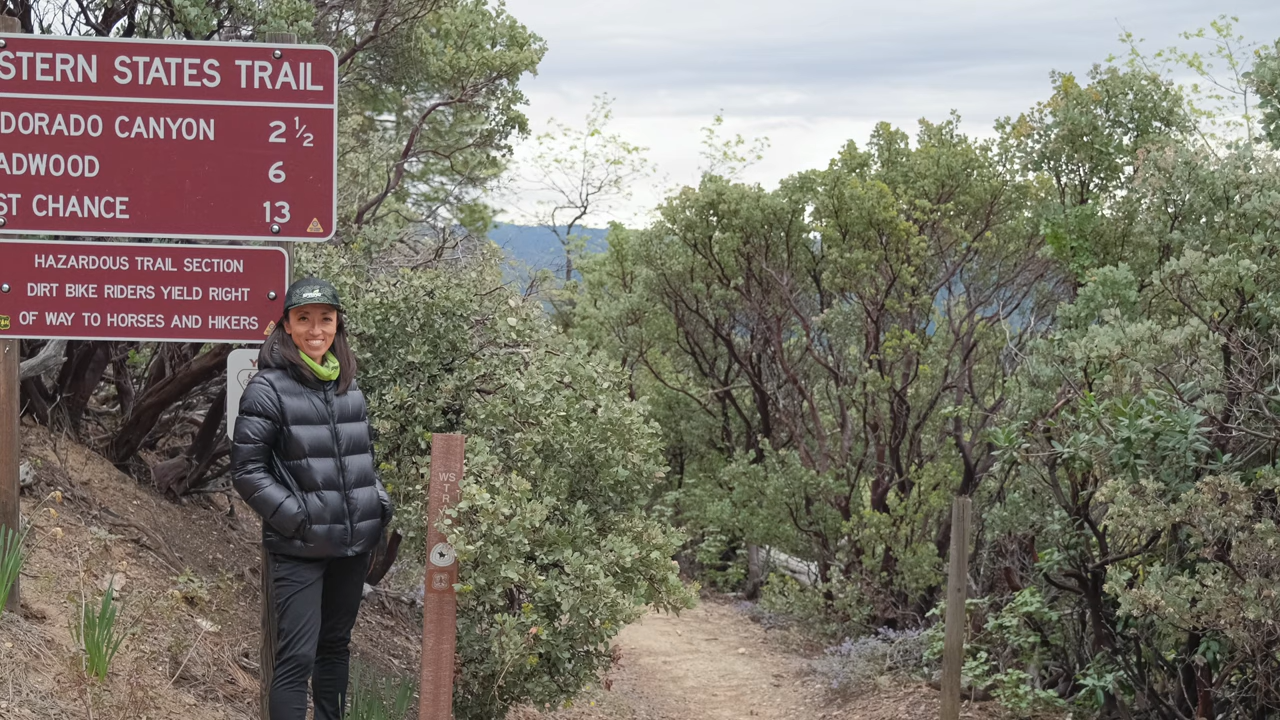 STERN STATES TRAIL
DORADO CANYON 2 ½
ADWOOD 6
ST CHANCE 13
HAZARDOUS TRAIL SECTION
DIRT BIKE RIDERS YIELD RIGHT
OF WAY TO HORSES AND HIKERS
WS
T
R